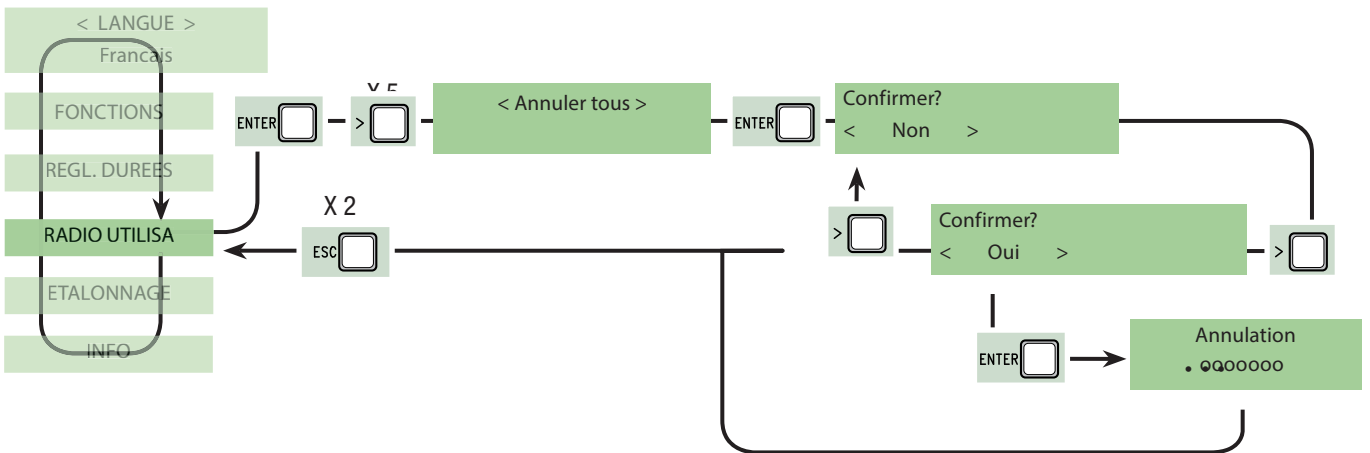 < LANGUE >
Francais
FONCTIONS
REGL. DUREES
RADIO UTILISA
ETALONNAGE
INFO
ENTER
X 5
>
< Annuler tous >
ENTER
Confirmer?
< Non >
X 2
ESC
>
Confirmer?
< Oui >
>
ENTER
Annulation